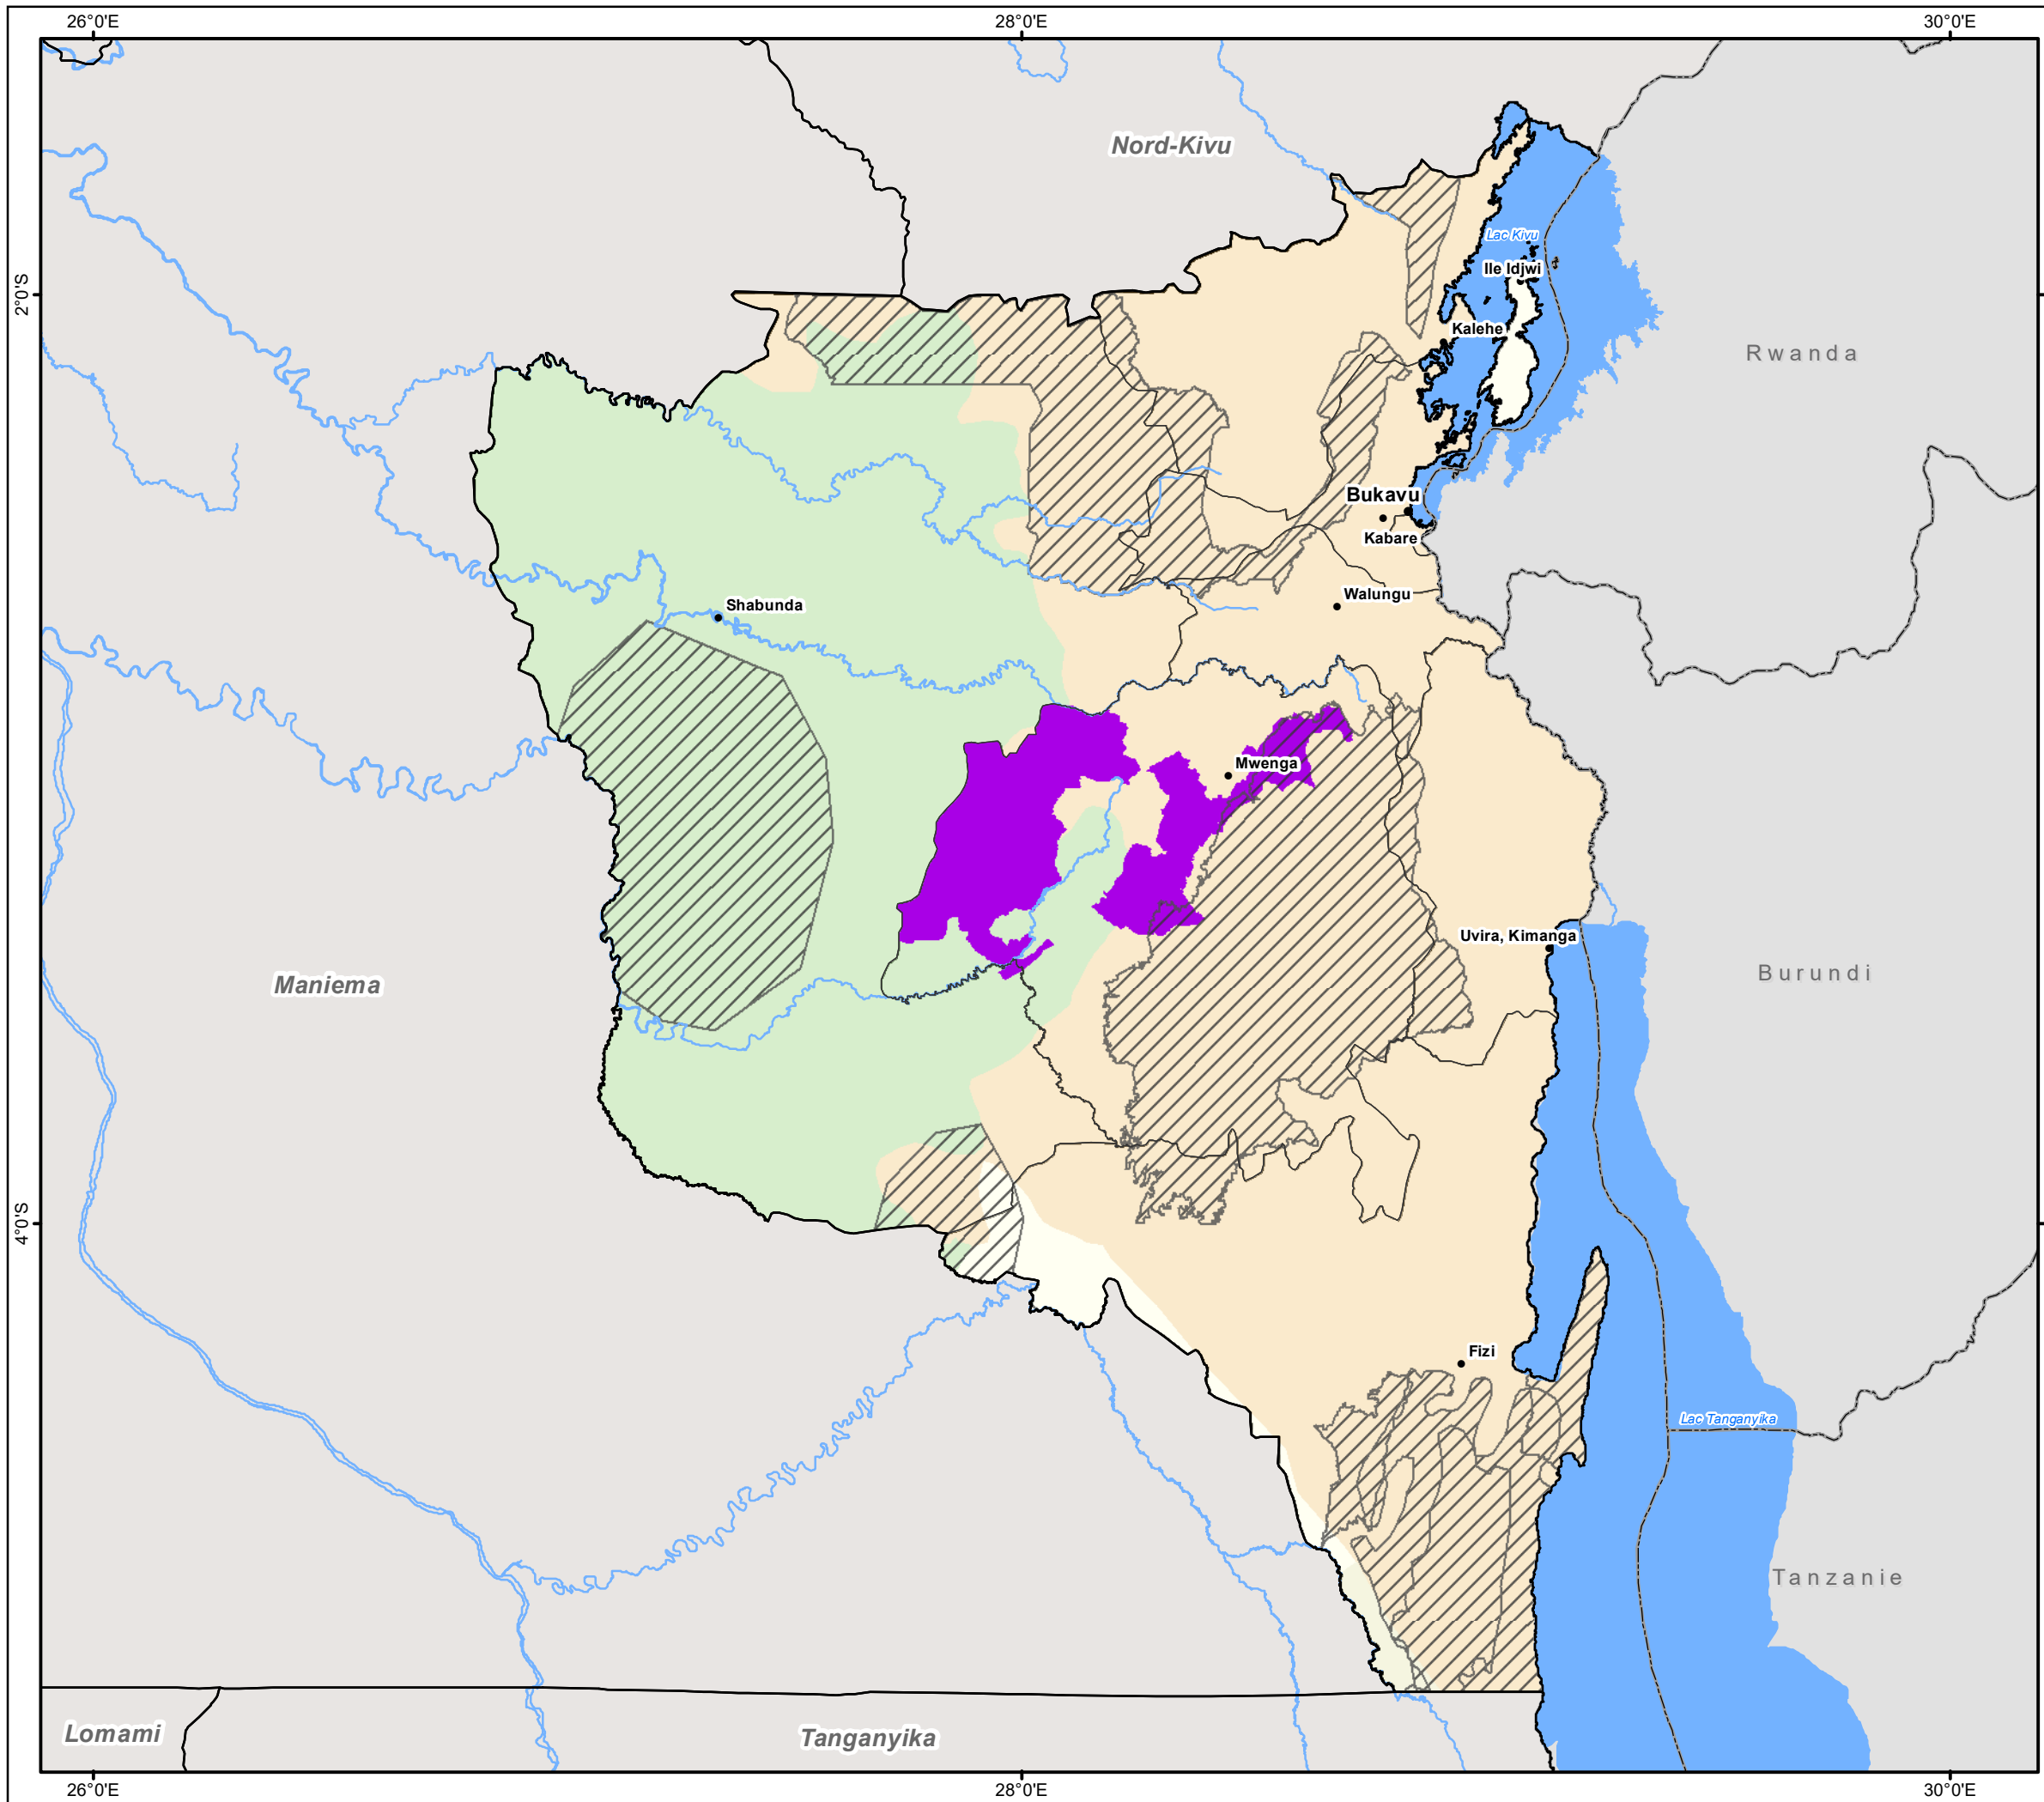 26°0'E
28°0'E
30°0'E
Nord-Kivu
Lac Kivu
Ile Idjwi
2°0'S
2°0'S
Kalehe
Rwanda
Bukavu
Kabare
Walungu
Shabunda
Mwenga
Uvira, Kimanga
Maniema
Burundi
4°0'S
Fizi
Lac Tanganyika
Tanzanie
Lomami
Tanganyika
26°0'E
28°0'E
30°0'E